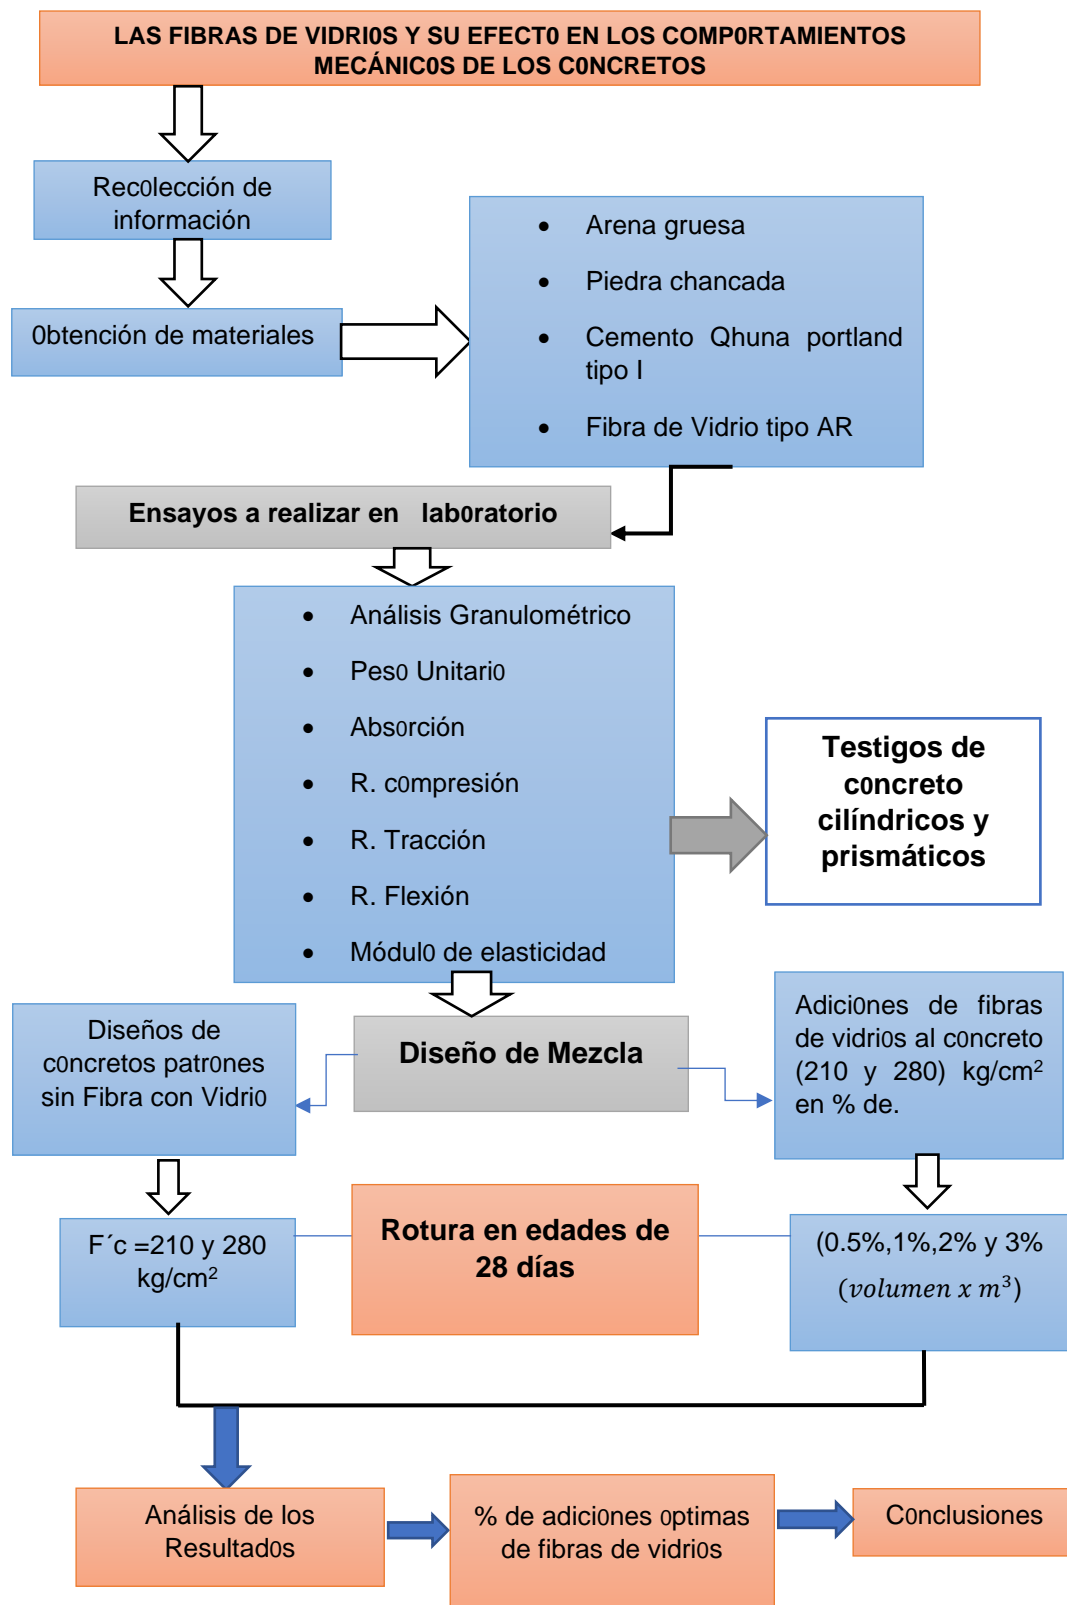 LAS FIBRAS DE VIDRI0S Y SU EFECT0 EN LOS COMP0RTAMIENTOS
MECÁNIC0S DE LOS C0NCRETOS
Rec0lección de
información
0btención de materiales
• Arena gruesa
• Piedra chancada
• Cemento Qhuna portland
tipo I
• Fibra de Vidrio tipo AR
Ensayos a realizar en lab0ratorio
• Análisis Granulométrico
• Pes0 Unitari0
• Abs0rción
• R. c0mpresión
• R. Tracción
• R. Flexión
• Módul0 de elasticidad
Testigos de
c0ncreto
cilíndricos y
prismáticos
Diseños de
c0ncretos patr0nes
sin Fibra con Vidri0
Diseño de Mezcla
Adici0nes de fibras
de vidri0s al c0ncreto
(210 y 280) kg/cm²
en % de.
F´c =210 y 280
kg/cm²
Rotura en edades de
28 días
(0.5%,1%,2% y 3%
(volumen x m³)
Análisis de los
Resultad0s
% de adici0nes 0ptimas
de fibras de vidri0s
C0nclusiones